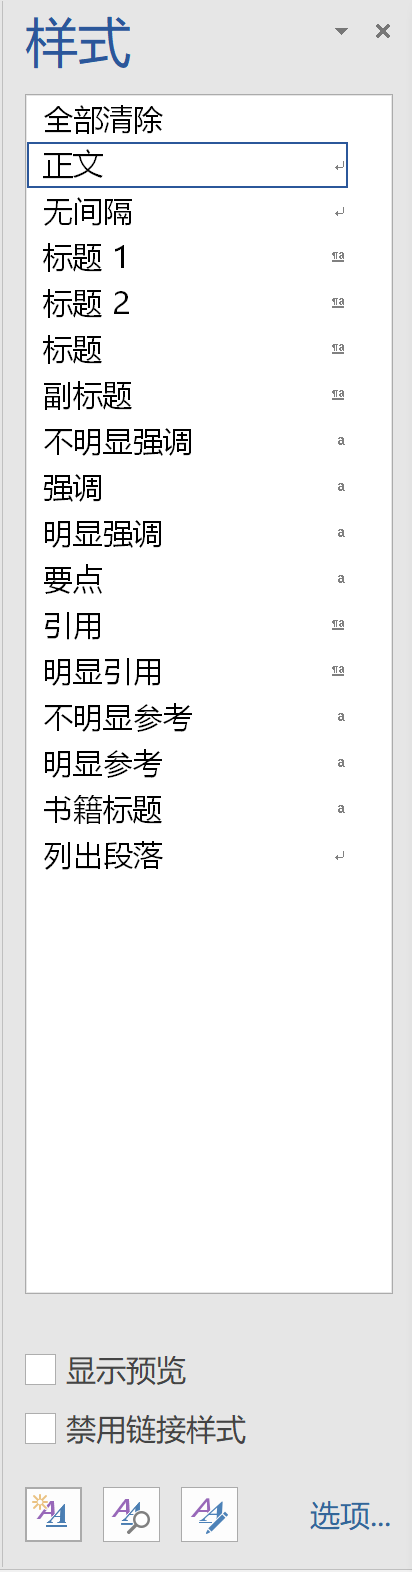 样式
全部清除
正文
无间隔
标题 1
标题 2
标题
副标题
不明显强调
强调
明显强调
要点
引用
明显引用
不明显参考
明显参考
书籍标题
列出段落
显示预览
禁用链接样式
选项...